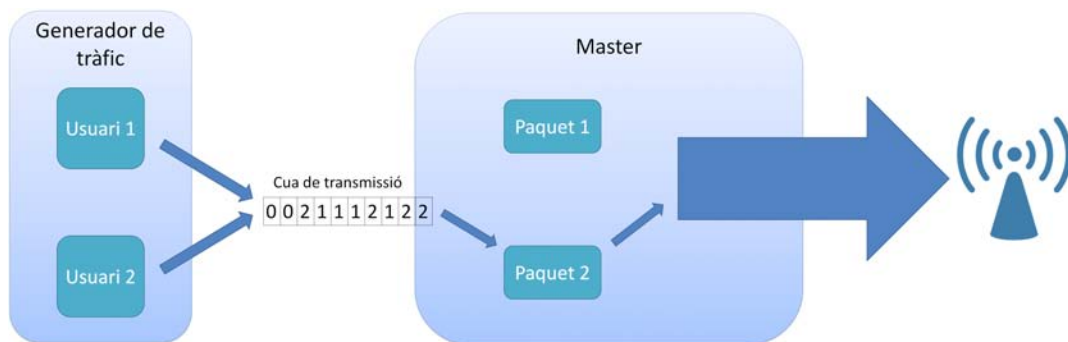 Generador de
tràfic
Usuari 1
Usuari 2
Cua de transmissió
0 0 2 1 1 1 2 1 2 2
Master
Paquet 1
Paquet 2